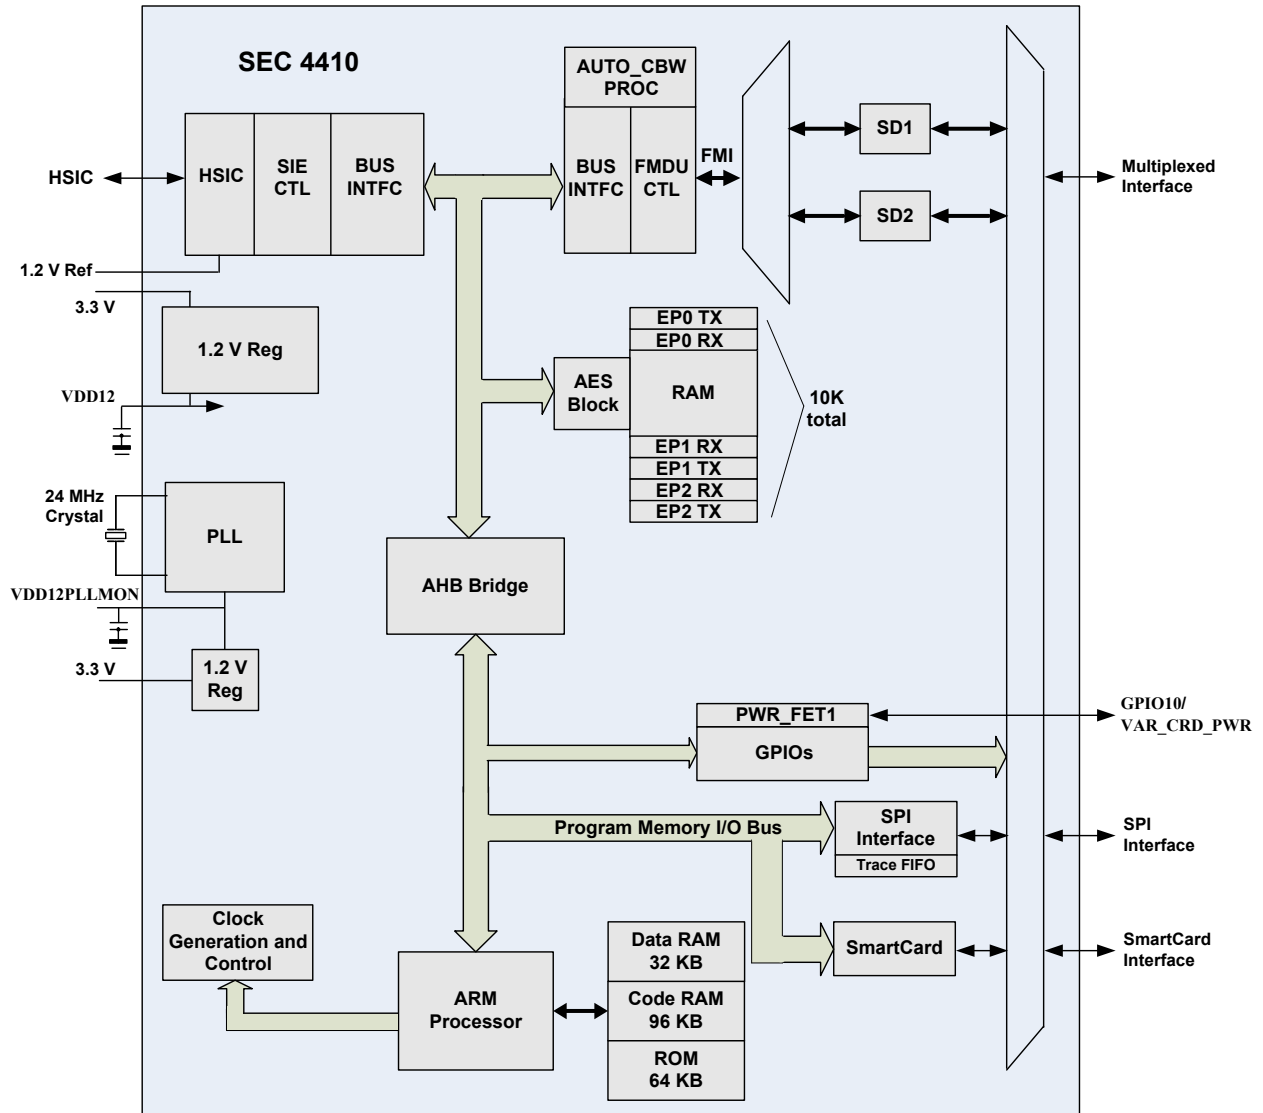 SEC 4410
AUTO_CBW
PROC
HSIC
HSIC
SIE
CTL
BUS
INTFC
BUS
INTFC
FMDU
CTL
FMI
SD1
SD2
Multiplexed
Interface
1.2 V Ref
3.3 V
1.2 V Reg
VDD12
EP0 TX
EP0 RX
AES
Block
RAM
EP1 RX
EP1 TX
EP2 RX
EP2 TX
10K
total
24 MHz
Crystal
PLL
VDD12PLLMON
3.3 V
1.2 V
Reg
AHB Bridge
PWR_FET1
GPIOs
GPIO10/
VAR_CRD_PWR
Program Memory I/O Bus
SPI
Interface
Trace FIFO
SPI
Interface
SmartCard
SmartCard
Interface
Clock
Generation and
Control
ARM
Processor
Data RAM
32 KB
Code RAM
96 KB
ROM
64 KB